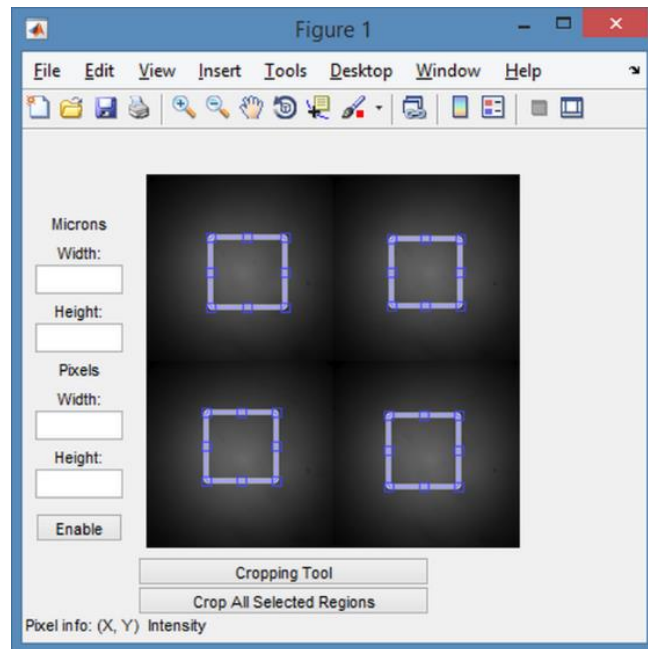 Figure 1
File Edit View Insert Tools Desktop Window Help
Microns
Width:
Height:
Pixels
Width:
Height:
Enable
Cropping Tool
Crop All Selected Regions
Pixel info: (X, Y) Intensity